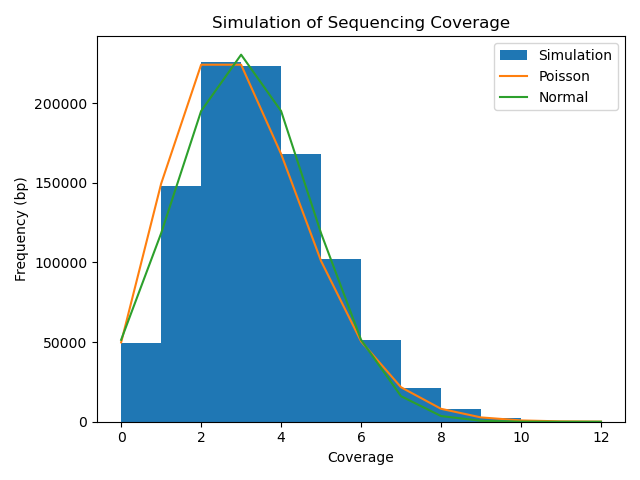 Simulation of Sequencing Coverage
Simulation
Poisson
Normal
Frequency (bp)
200000
150000
100000
50000
0
0 2 4 6 8 10 12
Coverage